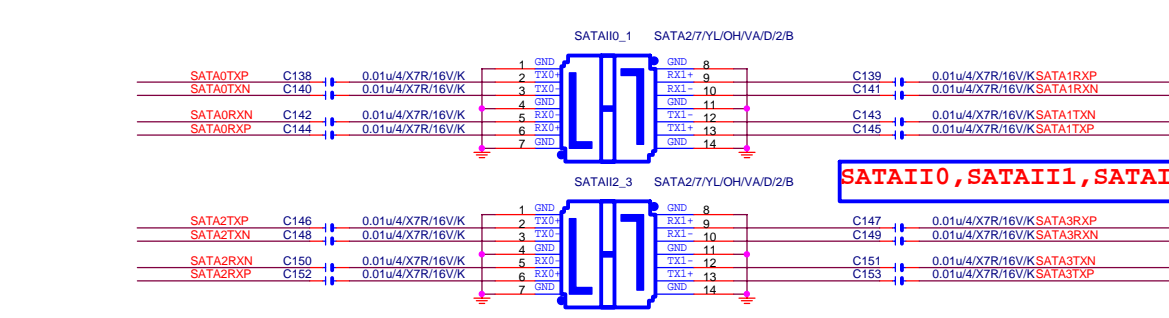 SATAII0_1 SATA2/7/YL/OH/VA/D/2/B
1 GND GND 8
SATA0TXP C138 0.01u/4/X7R/16V/K 2 TX0+ RX1+ 9 C139 0.01u/4/X7R/16V/K SATA1RXP
SATA0TXN C140 0.01u/4/X7R/16V/K 3 TX0- RX1- 10 C141 0.01u/4/X7R/16V/K SATA1RXN
4 GND GND 11
SATA0RXN C142 0.01u/4/X7R/16V/K 5 RX0- TX1- 12 C143 0.01u/4/X7R/16V/K SATA1TXN
SATA0RXP C144 0.01u/4/X7R/16V/K 6 RX0+ TX1+ 13 C145 0.01u/4/X7R/16V/K SATA1TXP
7 GND GND 14
SATAII0,SATAII1,SATAI
SATAII2_3 SATA2/7/YL/OH/VA/D/2/B
1 GND GND 8
SATA2TXP C146 0.01u/4/X7R/16V/K 2 TX0+ RX1+ 9 C147 0.01u/4/X7R/16V/K SATA3RXP
SATA2TXN C148 0.01u/4/X7R/16V/K 3 TX0- RX1- 10 C149 0.01u/4/X7R/16V/K SATA3RXN
4 GND GND 11
SATA2RXN C150 0.01u/4/X7R/16V/K 5 RX0- TX1- 12 C151 0.01u/4/X7R/16V/K SATA3TXN
SATA2RXP C152 0.01u/4/X7R/16V/K 6 RX0+ TX1+ 13 C153 0.01u/4/X7R/16V/K SATA3TXP
7 GND GND 14